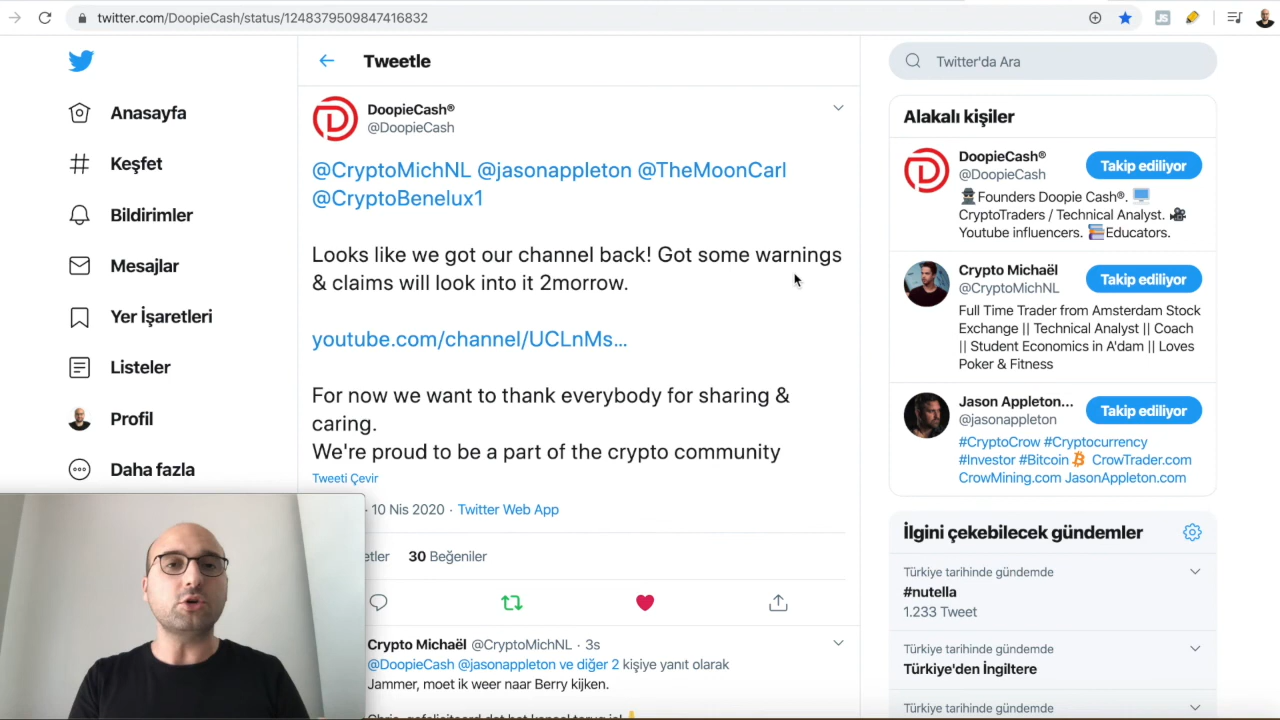 twitter.com/DoopieCash/status/1248379509847416832
Anasayfa
Keşfet
Bildirimler
Mesajlar
Yer İşaretleri
Listeler
Profil
Daha fazla
Tweetle
DoopieCash®
@DoopieCash
@CryptoMichNL @jasonappleton @TheMoonCarl
@CryptoBenelux1
Looks like we got our channel back! Got some warnings
& claims will look into it 2morrow.
youtube.com/channel/UCLnMs...
For now we want to thank everybody for sharing &
caring.
We're proud to be a part of the crypto community
Tweeti Çevir
· 10 Nis 2020 · Twitter Web App
30 Beğeniler
Crypto Michaël @CryptoMichNL · 3s
@DoopieCash @jasonappleton ve diğer 2 kişiye yanıt olarak
Jammer, moet ik weer naar Berry kijken.
Twitter'da Ara
Alakalı kişiler
DoopieCash®
@DoopieCash
Takip ediliyor
Founders Doopie Cash®.
CryptoTraders / Technical Analyst.
Youtube influencers. Educators.
Crypto Michaël
@CryptoMichNL
Takip ediliyor
Full Time Trader from Amsterdam Stock
Exchange || Technical Analyst || Coach
|| Student Economics in A'dam || Loves
Poker & Fitness
Jason Appleton...
@jasonappleton
Takip ediliyor
#CryptoCrow #Cryptocurrency
#Investor #Bitcoin CrowTrader.com
CrowMining.com JasonAppleton.com
İlgini çekebilecek gündemler
Türkiye tarihinde gündemde
#nutella
1.233 Tweet
Türkiye tarihinde gündemde
Türkiye'den İngiltere
Türkiye tarihinde gündemde